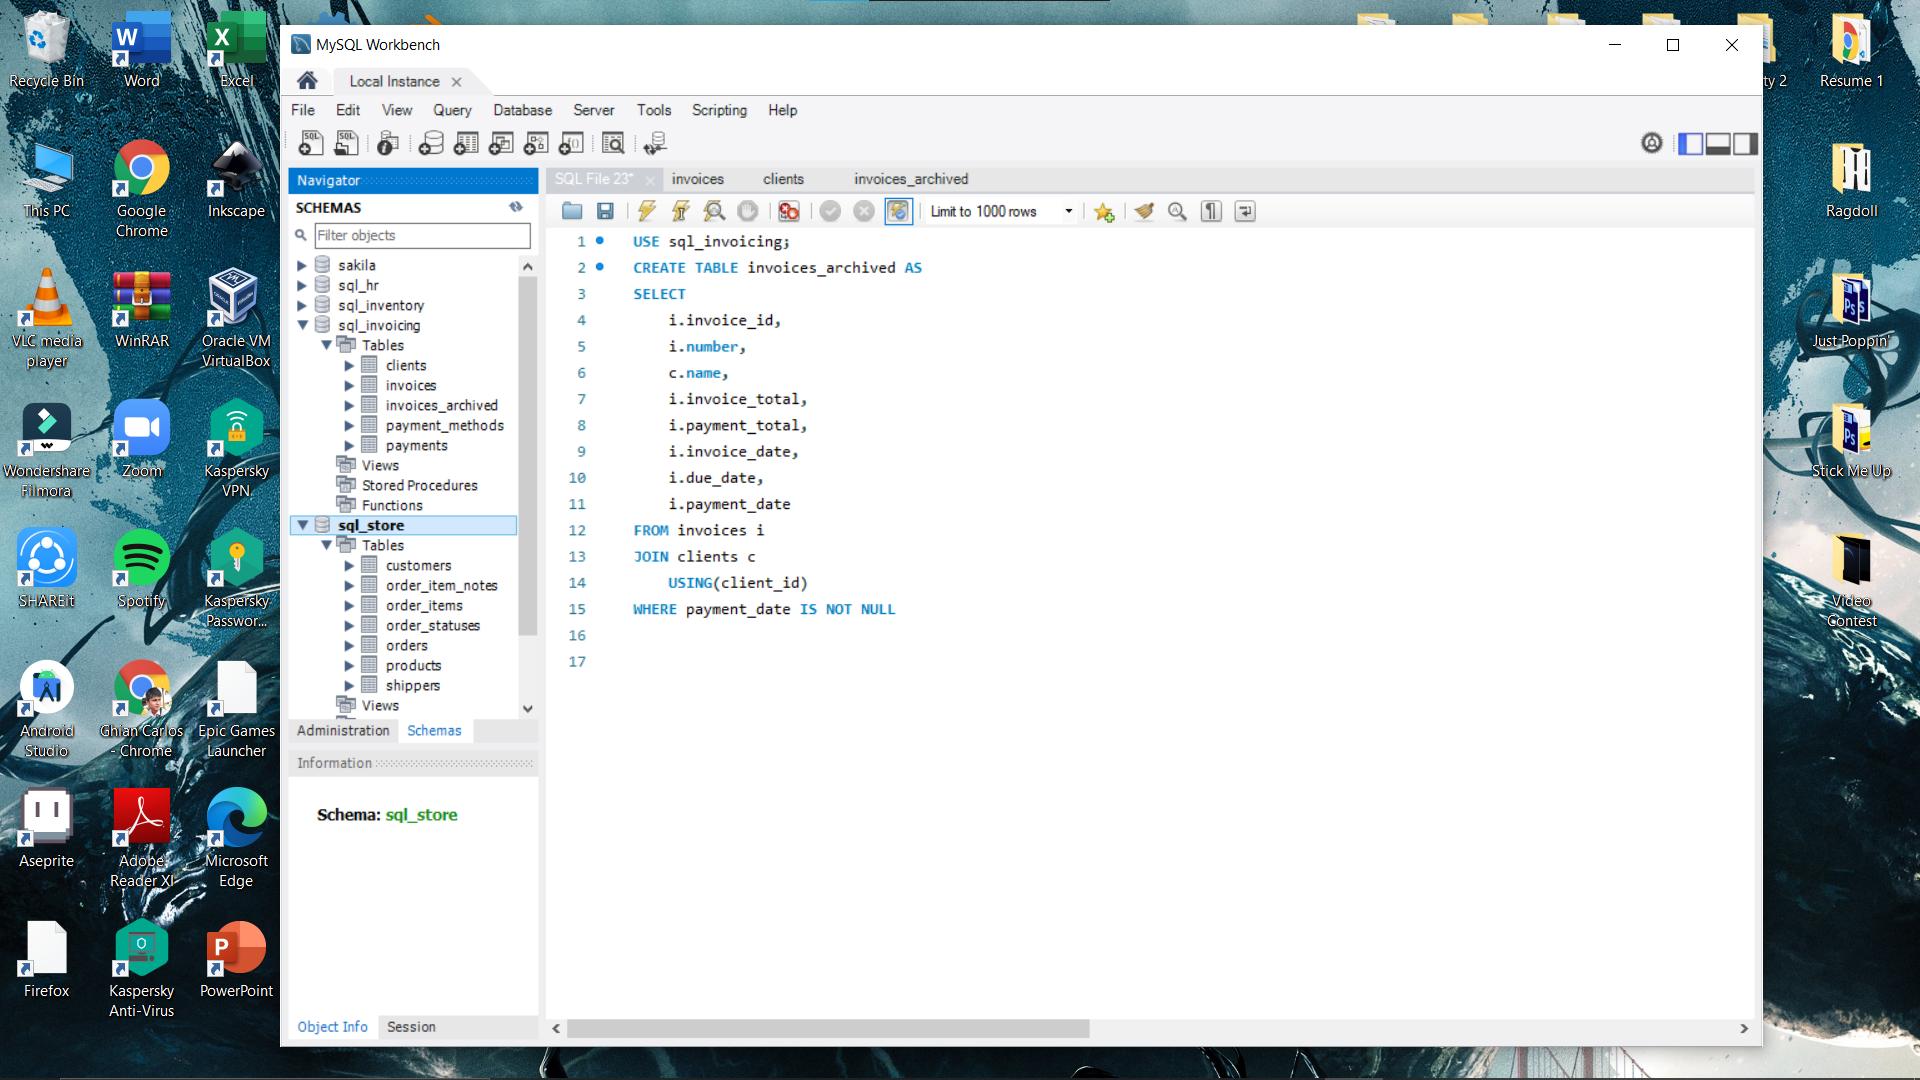 Recycle Bin
Word
Excel
This PC
Google Chrome
Inkscape
VLC media player
WinRAR
Oracle VM VirtualBox
Wondershare Filmora
Zoom
Kaspersky VPN
SHAREit
Spotify
Kaspersky Passwor...
Android Studio
Ghian Carlos - Chrome
Epic Games Launcher
Aseprite
Adobe Reader XI
Microsoft Edge
Firefox
Kaspersky Anti-Virus
PowerPoint
MySQL Workbench
Local Instance
File Edit View Query Database Server Tools Scripting Help
Navigator
SCHEMAS
Filter objects
sakila
sql_hr
sql_inventory
sql_invoicing
Tables
clients
invoices
invoices_archived
payment_methods
payments
Views
Stored Procedures
Functions
sql_store
Tables
customers
order_item_notes
order_items
order_statuses
orders
products
shippers
Views
Administration Schemas
Information
Schema: sql_store
Object Info Session
SQL File 23* invoices clients invoices_archived
Limit to 1000 rows
1 USE sql_invoicing;
2 CREATE TABLE invoices_archived AS
3 SELECT
4 i.invoice_id,
5 i.number,
6 c.name,
7 i.invoice_total,
8 i.payment_total,
9 i.invoice_date,
10 i.due_date,
11 i.payment_date
12 FROM invoices i
13 JOIN clients c
14 USING(client_id)
15 WHERE payment_date IS NOT NULL
16
17
ty 2
Resume 1
Ragdoll
Just Poppin'
Stick Me Up
Video Contest